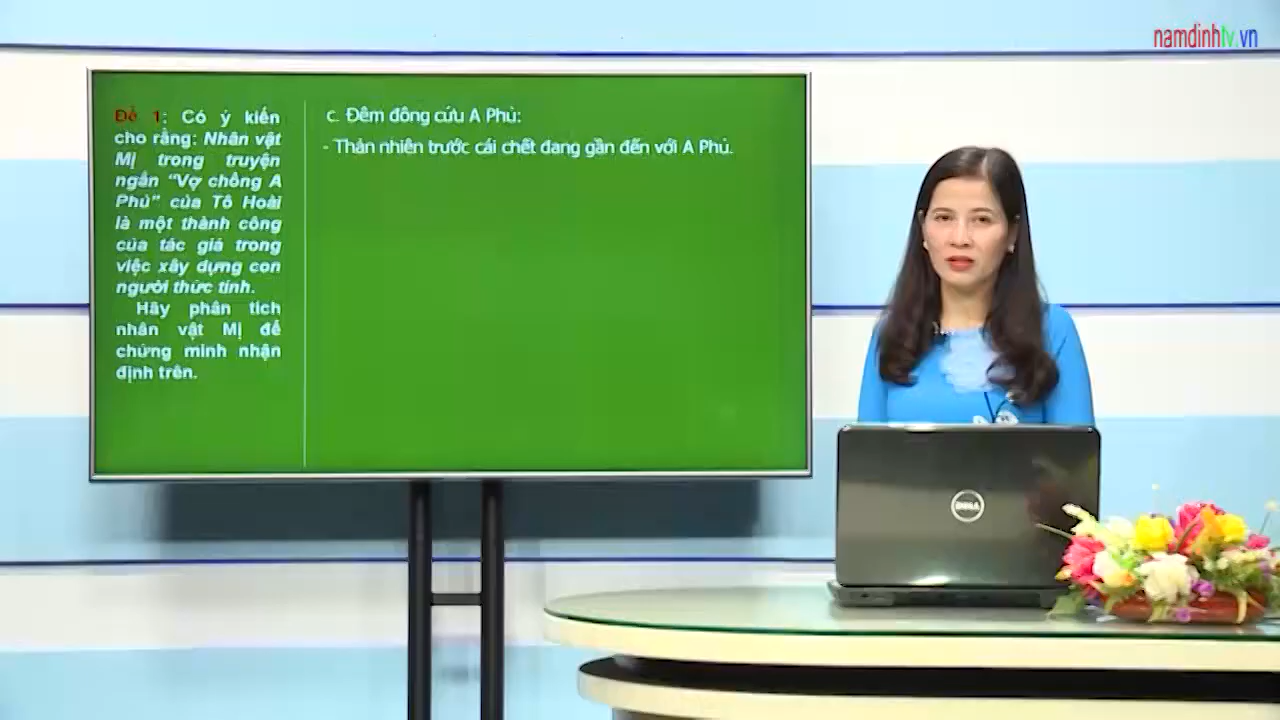 namdinhtv.vn
Đề 1: Có ý kiến
cho rằng: Nhân vật
Mị trong truyện
ngắn “Vợ chồng A
Phủ” của Tô Hoài
là một thành công
của tác giả trong
việc xây dựng con
người thức tỉnh.
Hãy phân tích
nhân vật Mị để
chứng minh nhận
định trên.
c. Đêm đông cứu A Phủ:
- Thản nhiên trước cái chết đang gần đến với A Phủ.
DELL